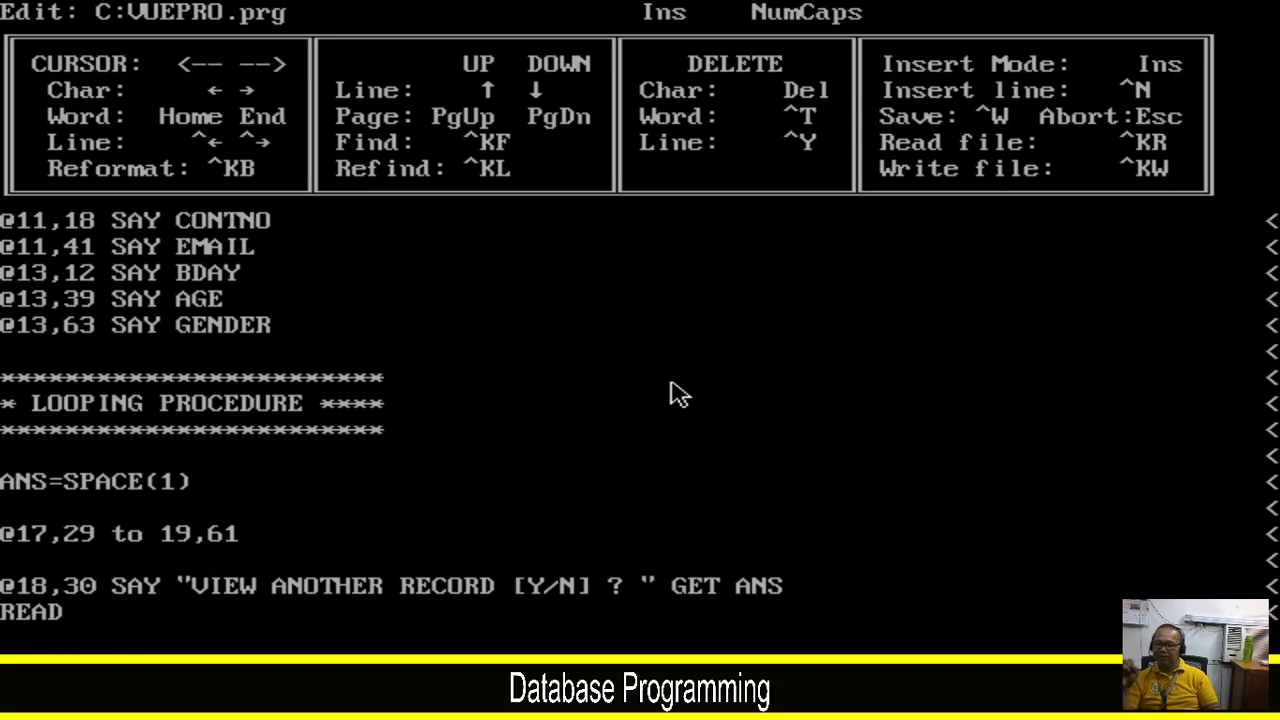 Edit: C:VUEPRO.prg Ins NumCaps
CURSOR: <-- --> UP DOWN DELETE Insert Mode: Ins
Char: ← → Line: ↑ ↓ Char: Del Insert line: ^N
Word: Home End Page: PgUp PgDn Word: ^T Save: ^W Abort:Esc
Line: ^← ^→ Find: ^KF Line: ^Y Read file: ^KR
Reformat: ^KB Refind: ^KL Write file: ^KW
@11,18 SAY CONTNO <
@11,41 SAY EMAIL <
@13,12 SAY BDAY <
@13,39 SAY AGE <
@13,63 SAY GENDER <
<
************************ <
* LOOPING PROCEDURE **** <
************************ <
<
ANS=SPACE(1) <
<
@17,29 to 19,61 <
<
@18,30 SAY "VIEW ANOTHER RECORD [Y/N] ? " GET ANS <
READ <
Database Programming